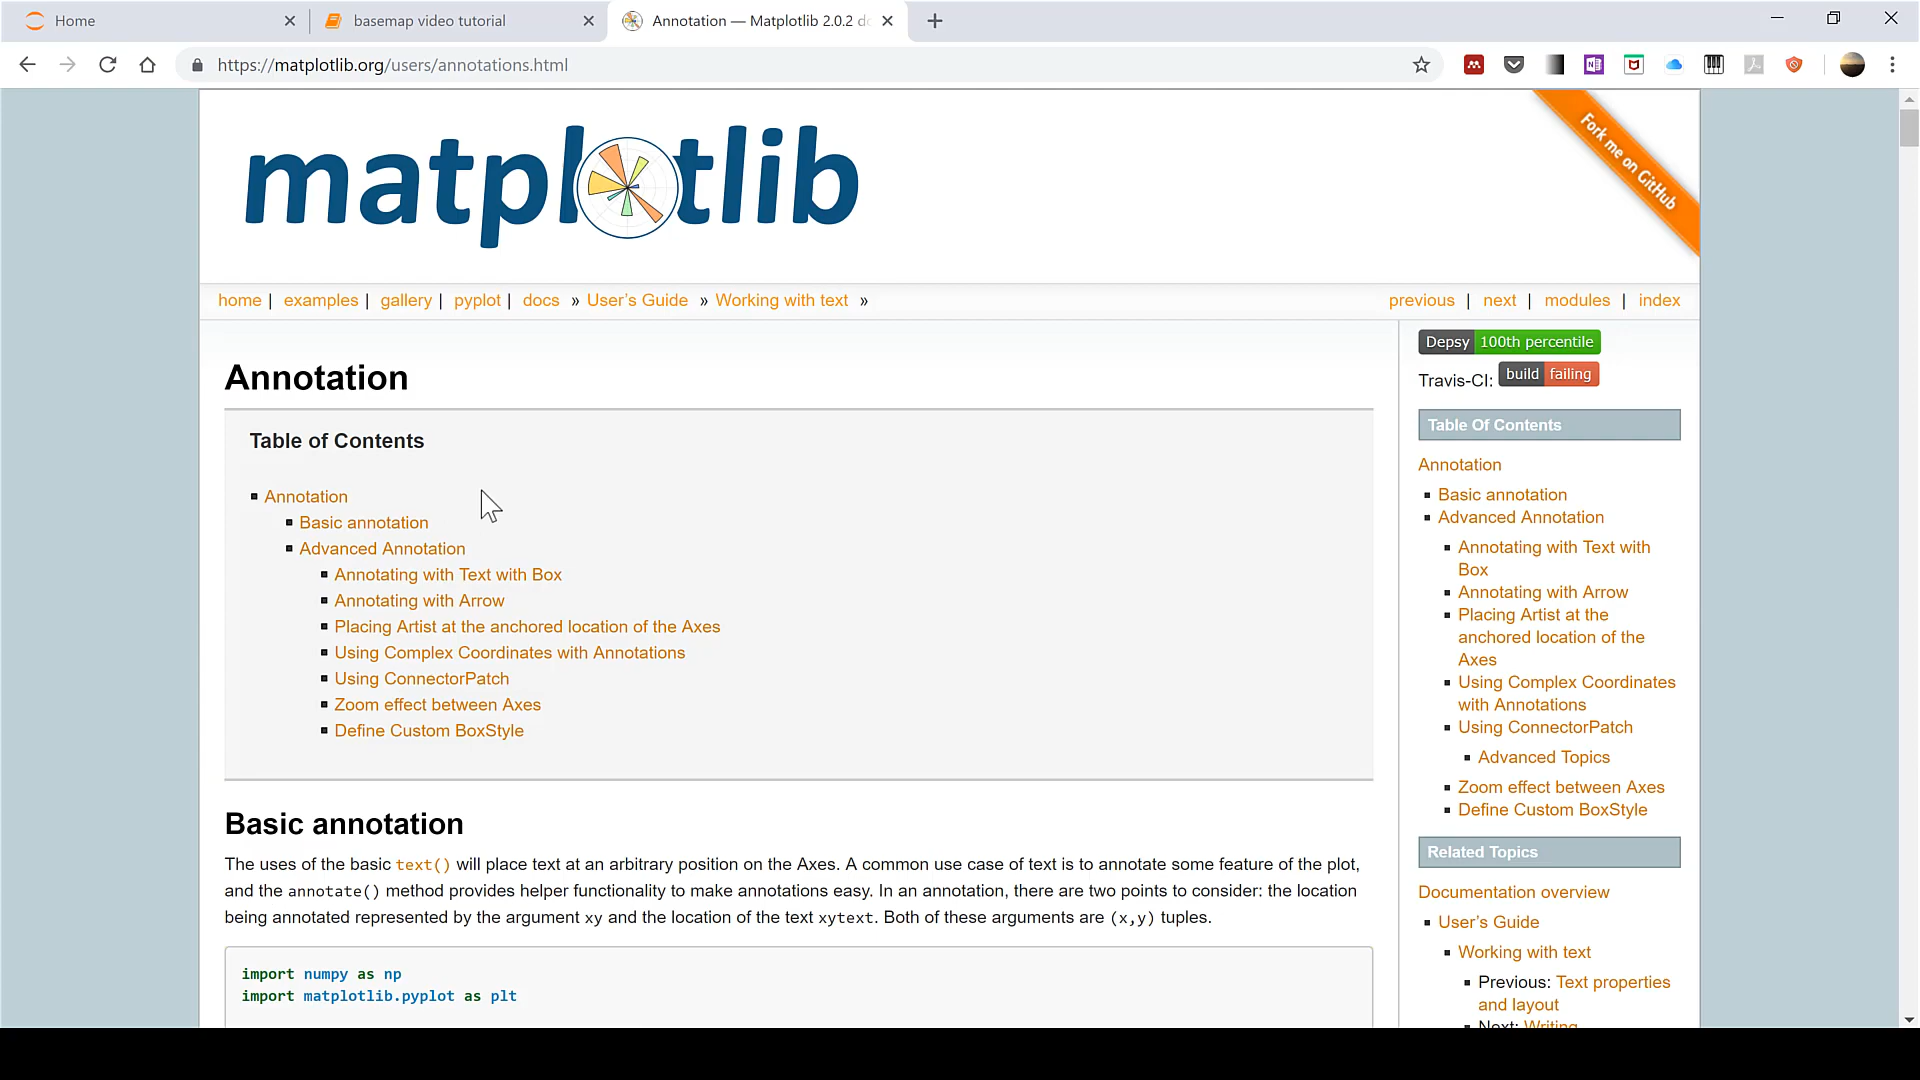 Home
basemap video tutorial
Annotation — Matplotlib 2.0.2 do
https://matplotlib.org/users/annotations.html
matplotlib
Fork me on GitHub
home | examples | gallery | pyplot | docs » User's Guide » Working with text »
previous | next | modules | index
Annotation
Table of Contents
Annotation
Basic annotation
Advanced Annotation
Annotating with Text with Box
Annotating with Arrow
Placing Artist at the anchored location of the Axes
Using Complex Coordinates with Annotations
Using ConnectorPatch
Zoom effect between Axes
Define Custom BoxStyle
Basic annotation
The uses of the basic text() will place text at an arbitrary position on the Axes. A common use case of text is to annotate some feature of the plot,
and the annotate() method provides helper functionality to make annotations easy. In an annotation, there are two points to consider: the location
being annotated represented by the argument xy and the location of the text xytext. Both of these arguments are (x,y) tuples.
import numpy as np
import matplotlib.pyplot as plt
Depsy 100th percentile
Travis-CI: build failing
Table Of Contents
Annotation
Basic annotation
Advanced Annotation
Annotating with Text with
Box
Annotating with Arrow
Placing Artist at the
anchored location of the
Axes
Using Complex Coordinates
with Annotations
Using ConnectorPatch
Advanced Topics
Zoom effect between Axes
Define Custom BoxStyle
Related Topics
Documentation overview
User's Guide
Working with text
Previous: Text properties
and layout
Next: Writing